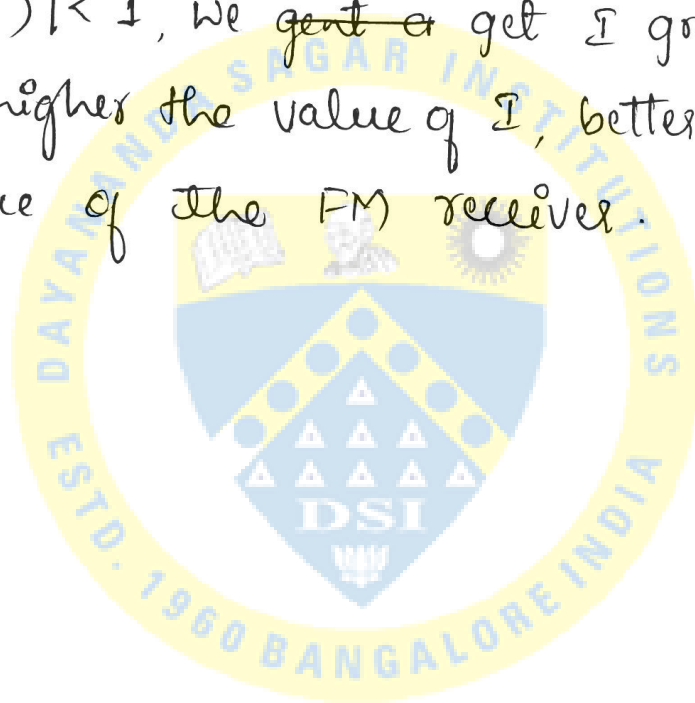 )|< 1, we gent a get I gr
higher the value of I, better
ce of the FM receiver.
DAYANANDA SAGAR INSTITUTIONS
DSI
ESTD. 1960 BANGALORE INDIA